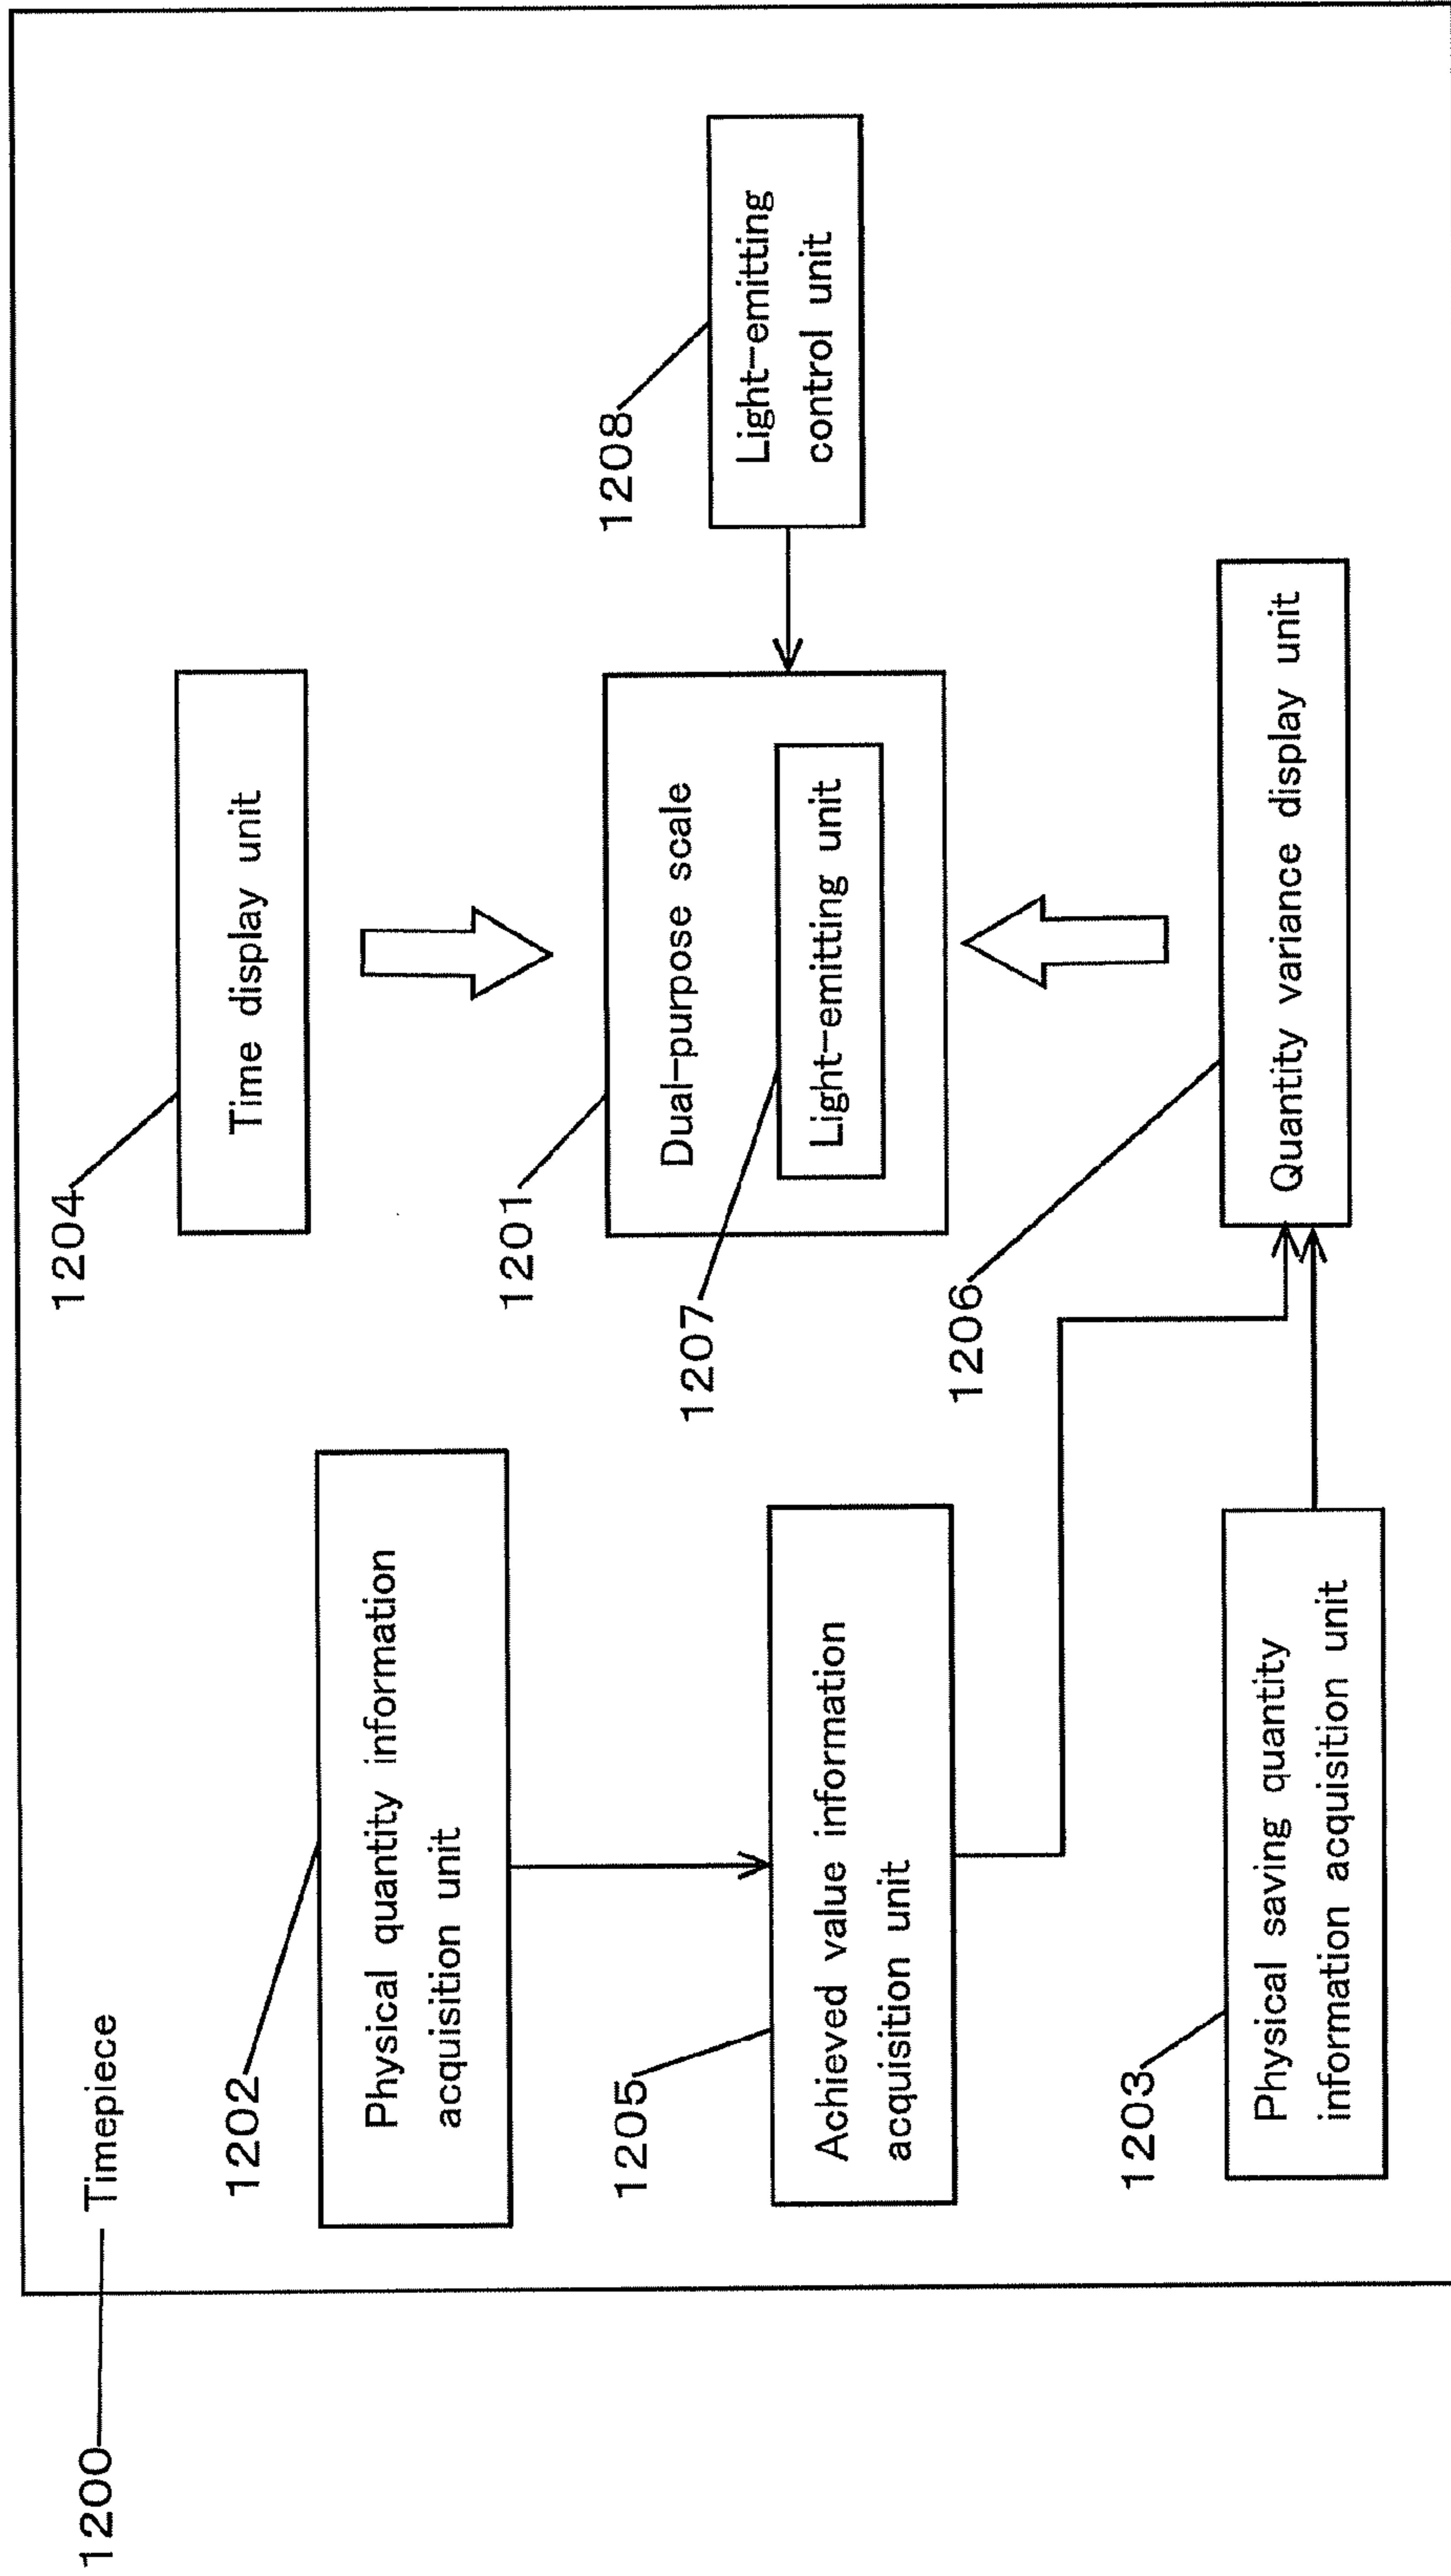 1200
Timepiece
1204
Time display unit
1202
Physical quantity information
acquisition unit
1201
Dual-purpose scale
1208
Light-emitting
control unit
1207
Light-emitting unit
1205
Achieved value information
acquisition unit
1206
Quantity variance display unit
1203
Physical saving quantity
information acquisition unit